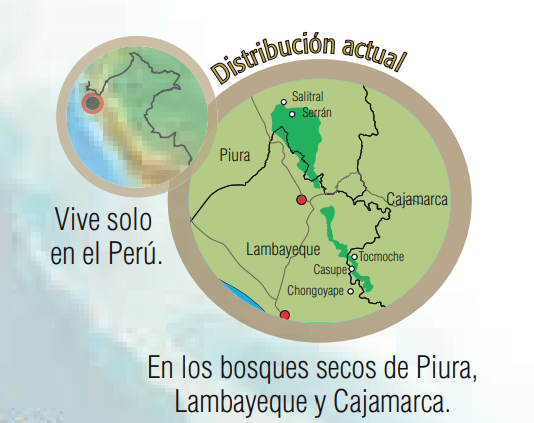 Distribución actual
Salitral
Serrán
Piura
Cajamarca
Vive solo
en el Perú.
Lambayeque
Tocmoche
Casupe
Chongoyape
En los bosques secos de Piura,
Lambayeque y Cajamarca.